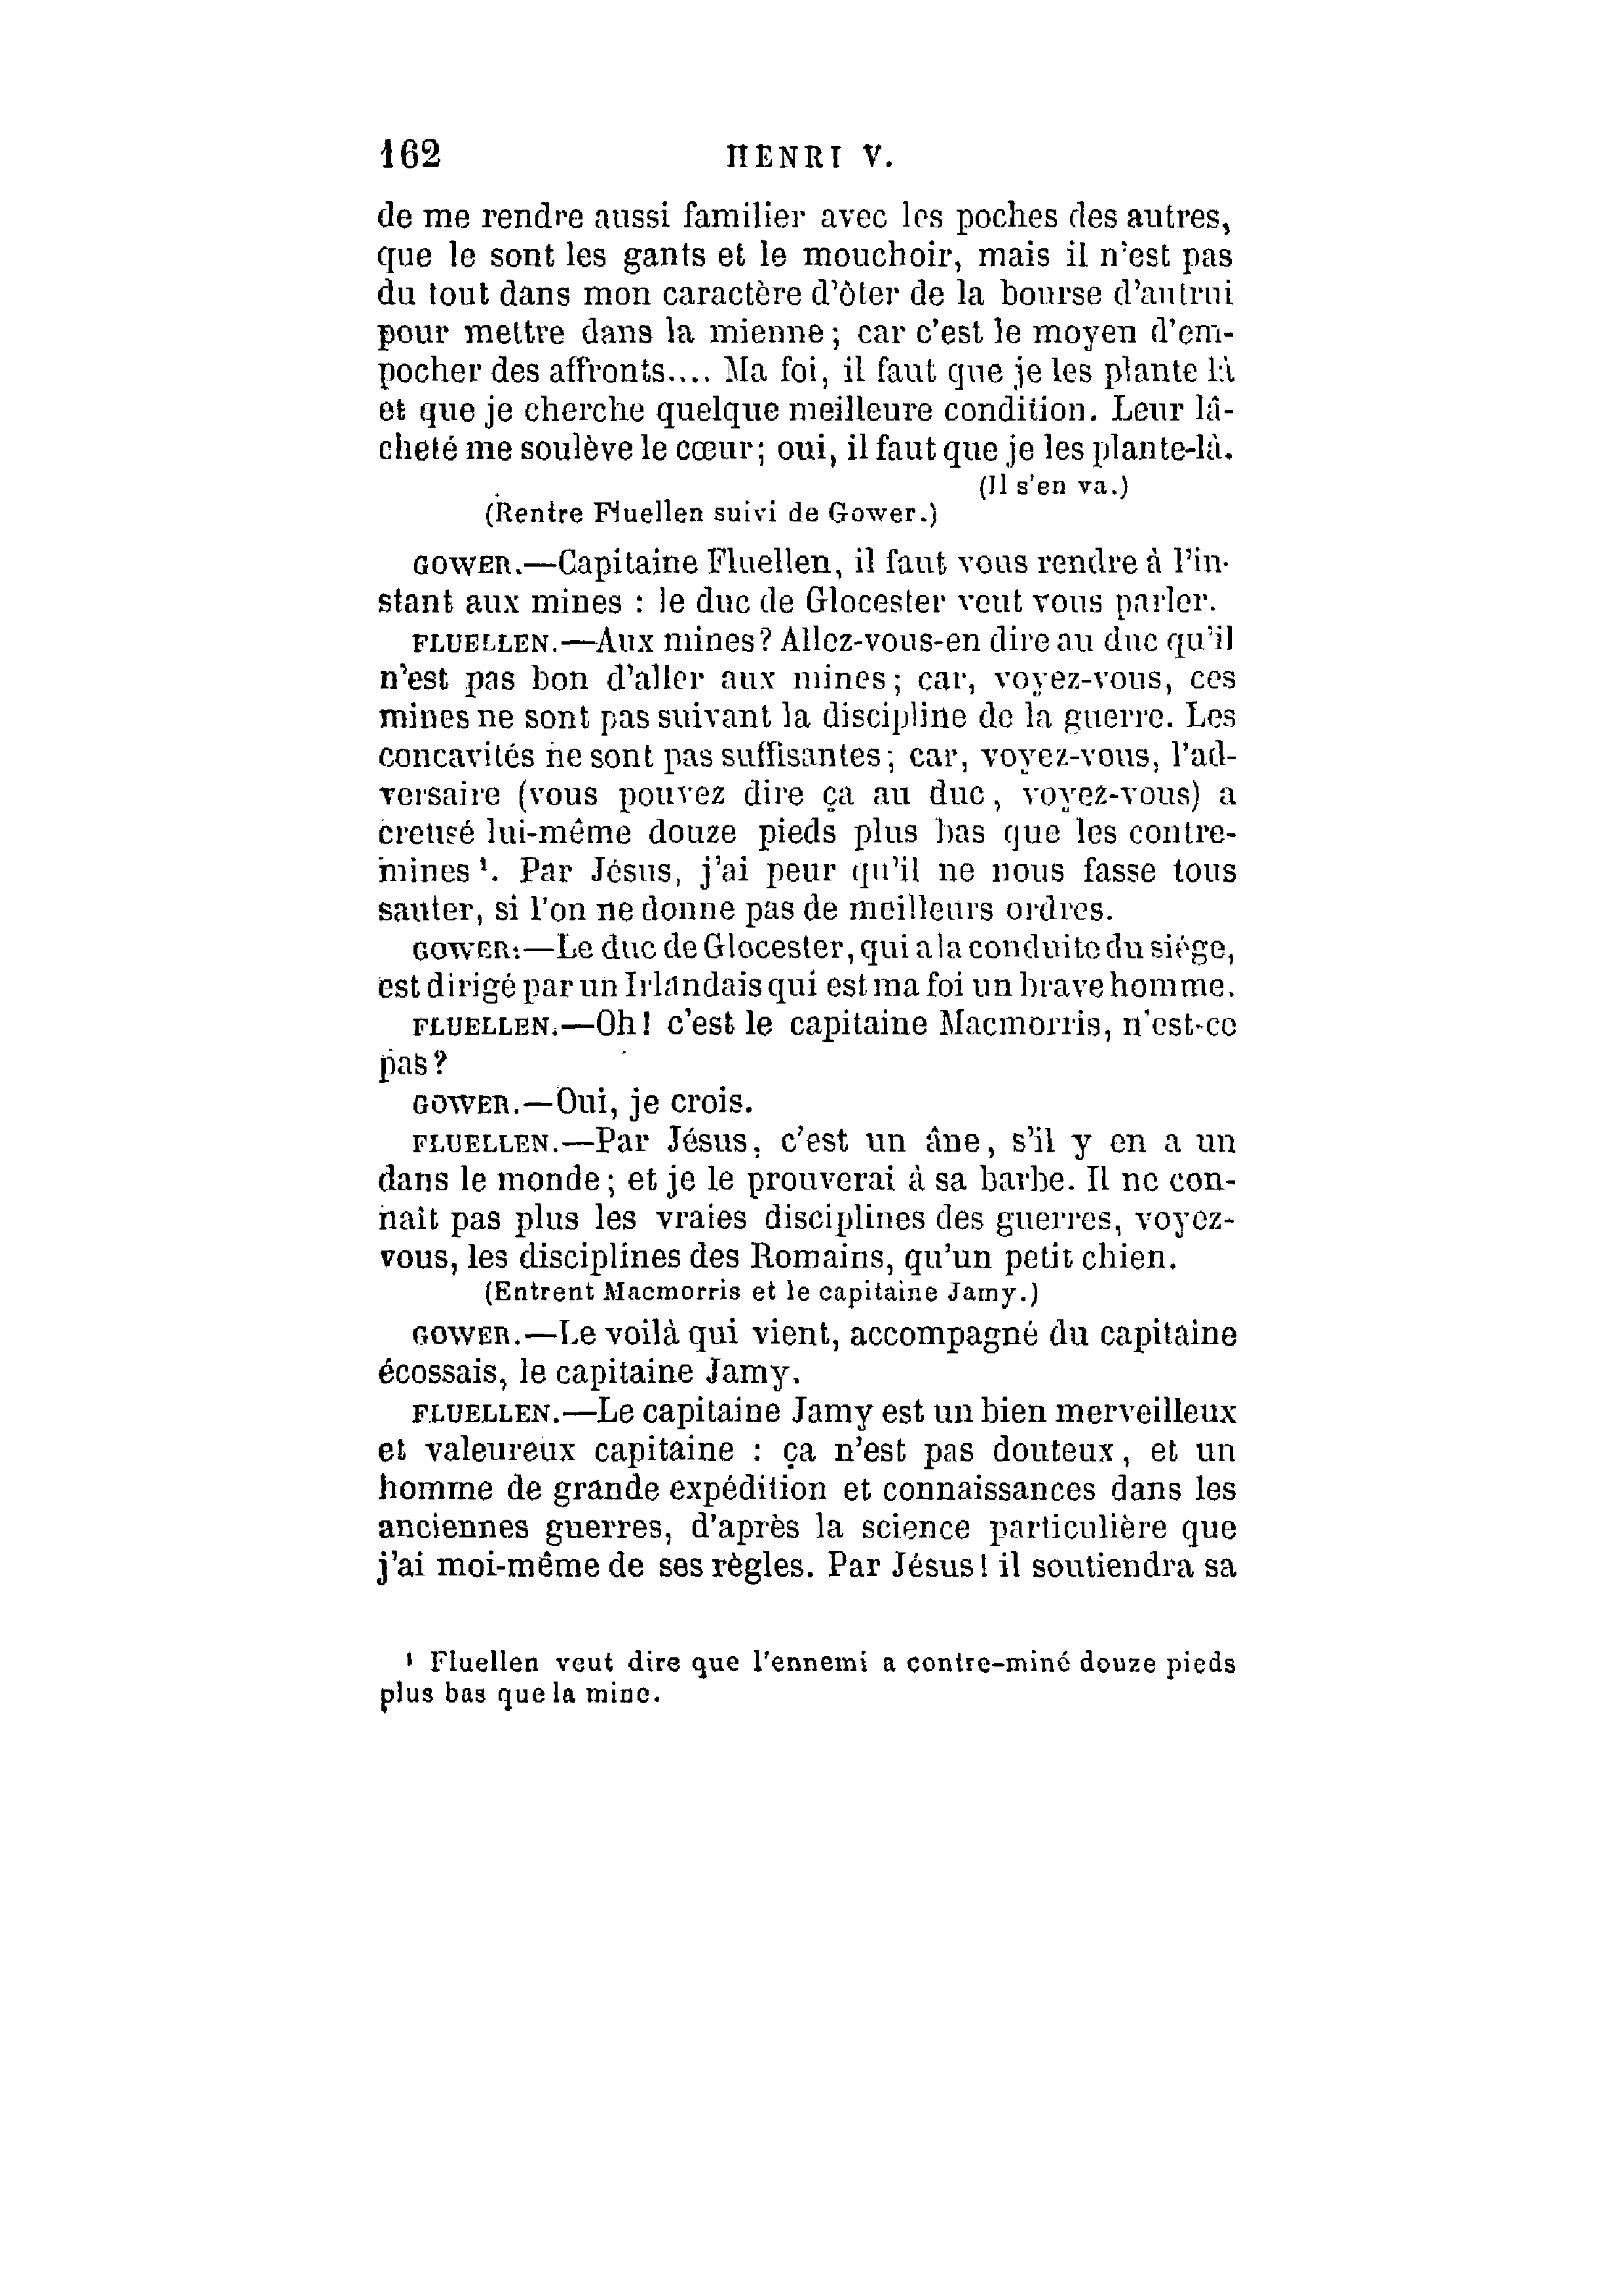 162 HENRI V.
de me rendre aussi familier avec les poches des autres,
que le sont les gants et le mouchoir, mais il n'est pas
du tout dans mon caractère d'ôter de la bourse d'autrui
pour mettre dans la mienne; car c'est le moyen d'em-
pocher des affronts.... Ma foi, il faut que je les plante là
et que je cherche quelque meilleure condition. Leur lâ-
cheté me soulève le cœur; oui, il faut que je les plante-là.
(Il s'en va.)
(Rentre Fluellen suivi de Gower.)
GOWER.—Capitaine Fluellen, il faut vous rendre à l'in-
stant aux mines : le duc de Glocester veut vous parler.
FLUELLEN.—Aux mines? Allez-vous-en dire au duc qu'il
n'est pas bon d'aller aux mines; car, voyez-vous, ces
mines ne sont pas suivant la discipline de la guerre. Les
concavités ne sont pas suffisantes; car, voyez-vous, l'ad-
versaire (vous pouvez dire ça au duc, voyez-vous) a
creusé lui-même douze pieds plus bas que les contre-
mines ¹. Par Jésus, j'ai peur qu'il ne nous fasse tous
sauter, si l'on ne donne pas de meilleurs ordres.
GOWER.—Le duc de Glocester, qui a la conduite du siége,
est dirigé par un Irlandais qui est ma foi un brave homme.
FLUELLEN.—Oh! c'est le capitaine Macmorris, n'est-ce
pas?
GOWER.—Oui, je crois.
FLUELLEN.—Par Jésus, c'est un âne, s'il y en a un
dans le monde; et je le prouverai à sa barbe. Il ne con-
naît pas plus les vraies disciplines des guerres, voyez-
vous, les disciplines des Romains, qu'un petit chien.
(Entrent Macmorris et le capitaine Jamy.)
GOWER.—Le voilà qui vient, accompagné du capitaine
écossais, le capitaine Jamy.
FLUELLEN.—Le capitaine Jamy est un bien merveilleux
et valeureux capitaine : ça n'est pas douteux, et un
homme de grande expédition et connaissances dans les
anciennes guerres, d'après la science particulière que
j'ai moi-même de ses règles. Par Jésus! il soutiendra sa
¹ Fluellen veut dire que l'ennemi a contre-miné douze pieds
plus bas que la mine.